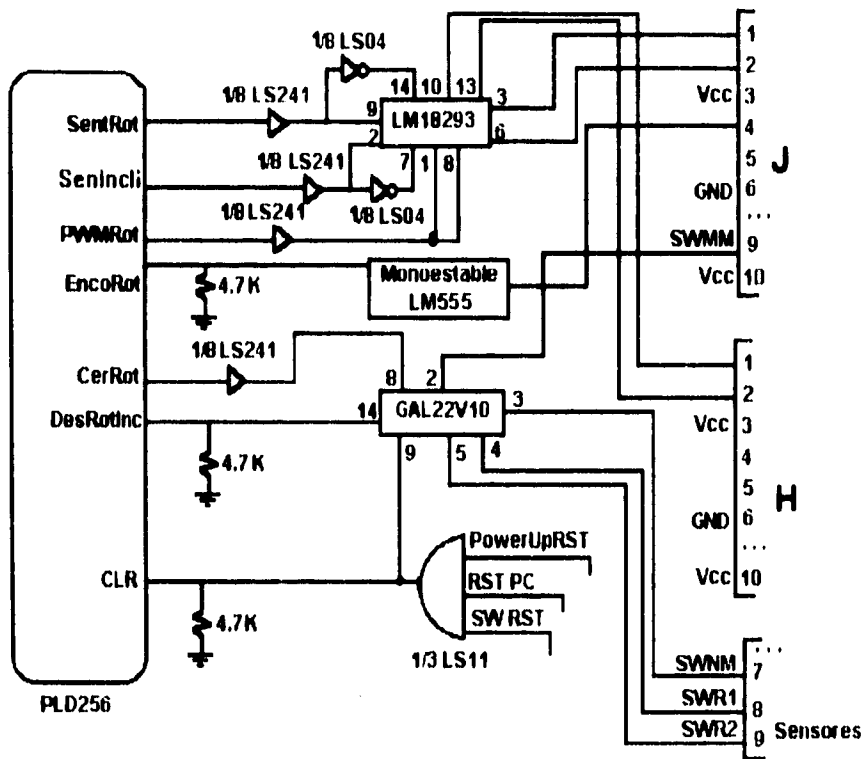 1/8 LS04
14 10 13
1/8 LS241
9
LM18293
3
6
SentRot
2
7 1 8
1/8 LS241
1/8 LS04
SenIncli
1/8 LS241
PWMRot
EncoRot
4.7K
Monoestable
LM555
1/8 LS241
CerRot
8 2
DesRotInc
14
GAL22V10
3
9 5 4
4.7K
PowerUpRST
RST PC
SW RST
CLR
4.7K
1/3 LS11
PLD256
1
2
Vcc 3
4
5
GND 6
...
SWMM 9
Vcc 10
J
1
2
Vcc 3
4
5
GND 6
...
Vcc 10
H
...
SWNM 7
SWR1 8
SWR2 9
Sensores